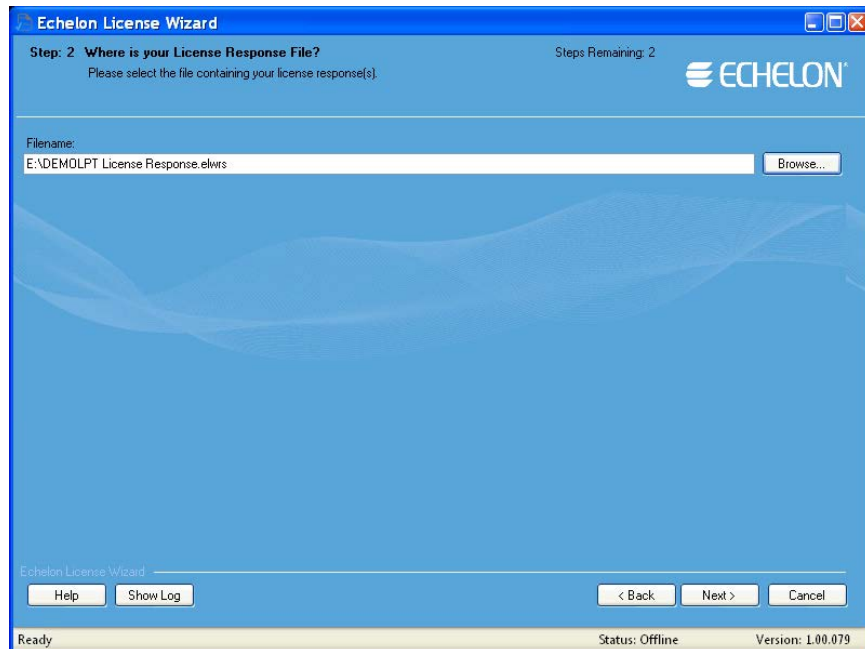 Echelon License Wizard
Step: 2 Where is your License Response File?
Steps Remaining: 2
Please select the file containing your license response(s).
ECHELON
Filename:
E:\DEMOLPT License Response.elwrs
Browse...
Echelon License Wizard
Help
Show Log
< Back
Next >
Cancel
Ready
Status: Offline
Version: 1.00.079